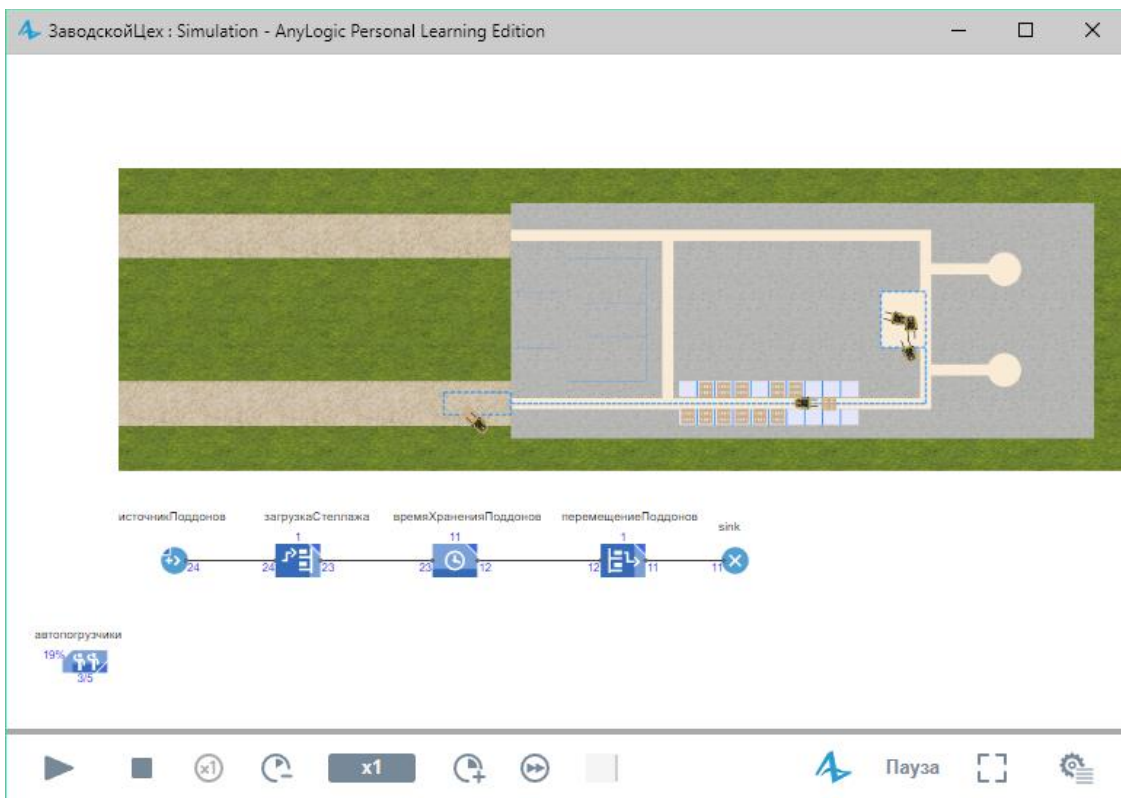 ЗаводскойЦех : Simulation - AnyLogic Personal Learning Edition
источникПоддонов
загрузкаСтеллажа
времяХраненияПоддонов
перемещениеПоддонов
sink
1
11
1
24
24
23
23
12
12
11
11
автопогрузчики
19%
3/5
x1
x1
Пауза